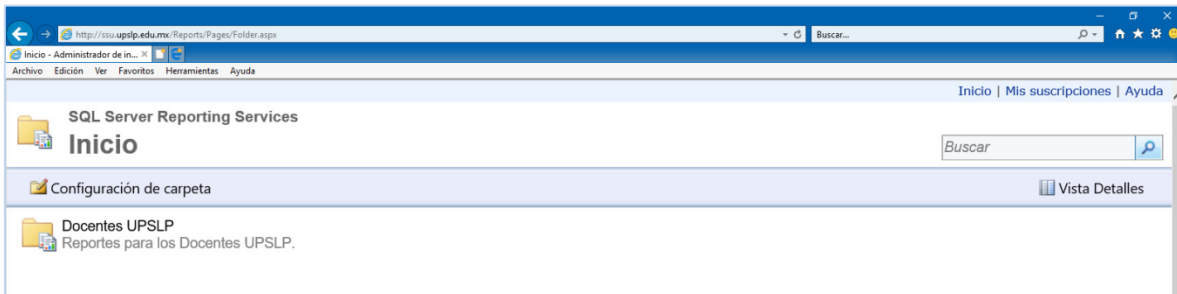 http://ssu.upslp.edu.mx/Reports/Pages/Folder.aspx
Buscar...
Inicio - Administrador de in...
Archivo Edición Ver Favoritos Herramientas Ayuda
Inicio | Mis suscripciones | Ayuda
SQL Server Reporting Services
Inicio
Buscar
Configuración de carpeta
Vista Detalles
Docentes UPSLP
Reportes para los Docentes UPSLP.